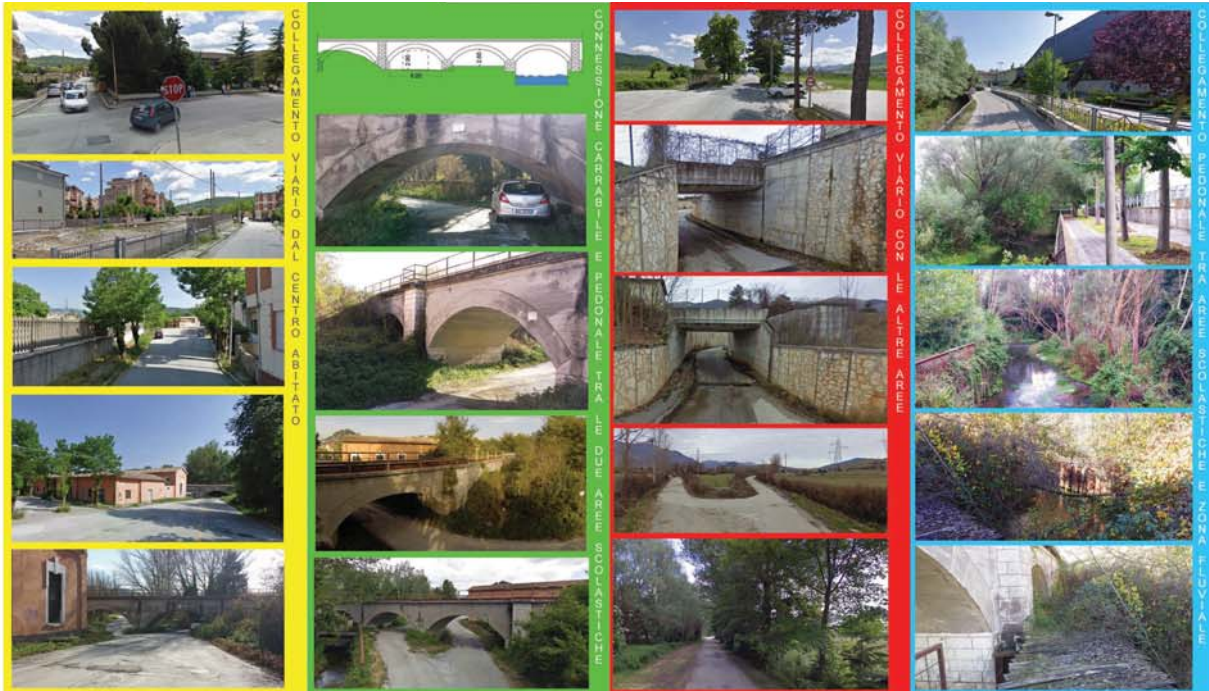 COLLEGAMENTO VIARIO DAL CENTRO ABITATO
CONNESSIONE CARRABILE E PEDONALE TRA LE DUE AREE SCOLASTICHE
COLLEGAMENTO VIARIO CON LE ALTRE AREE
COLLEGAMENTO PEDONALE TRA AREE SCOLASTICHE E ZONA FLUVIALE
STOP